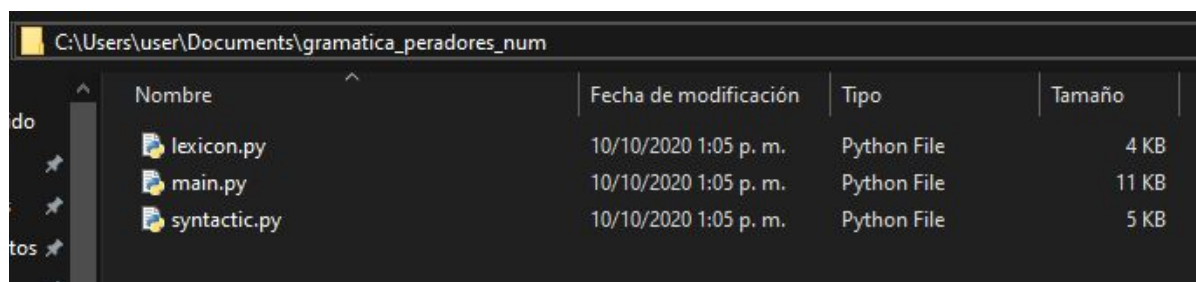 C:\Users\user\Documents\gramatica_peradores_num
Nombre Fecha de modificación Tipo Tamaño
ido
lexicon.py 10/10/2020 1:05 p. m. Python File 4 KB
main.py 10/10/2020 1:05 p. m. Python File 11 KB
syntactic.py 10/10/2020 1:05 p. m. Python File 5 KB
tos